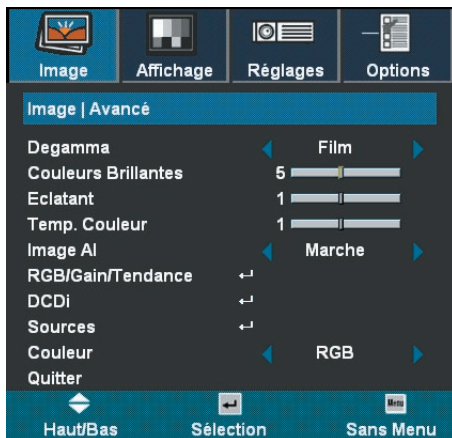 Image Affichage Réglages Options
Image | Avancé
Degamma Film
Couleurs Brillantes 5
Eclatant 1
Temp. Couleur 1
Image AI Marche
RGB/Gain/Tendance
DCDi
Sources
Couleur RGB
Quitter
Menu
Haut/Bas Sélection Sans Menu